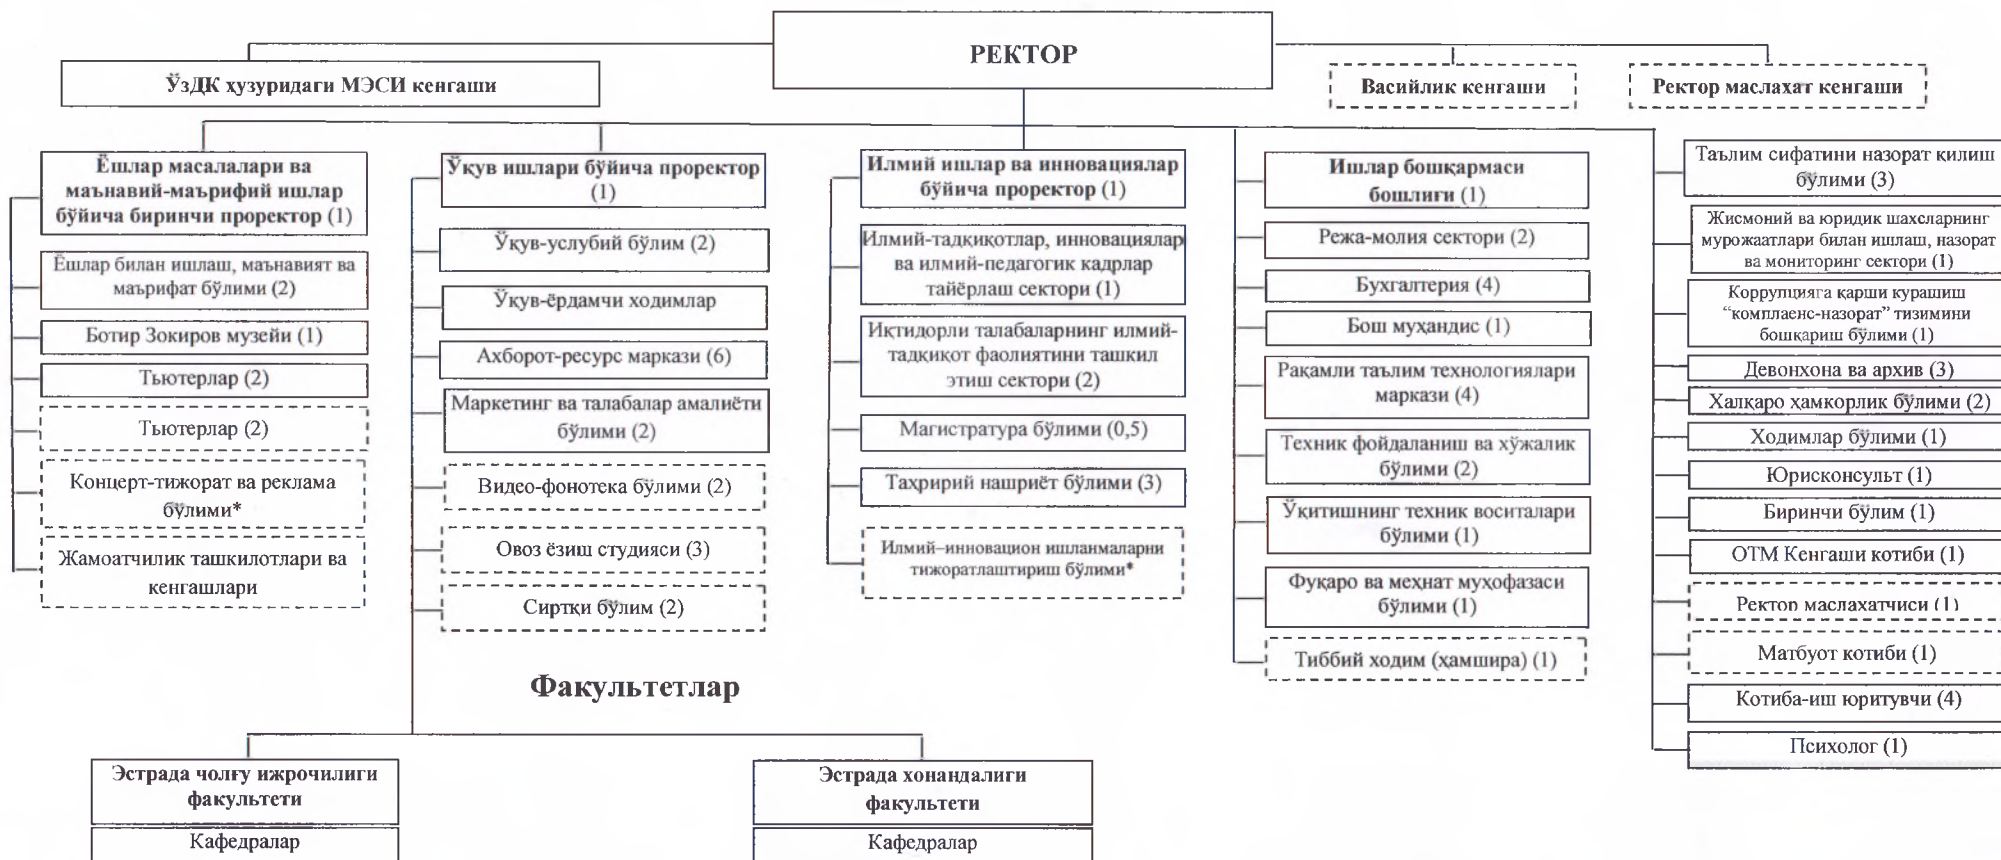 РЕКТОР
ЎзДК ҳузуридаги МЭСИ кенгаши
Васийлик кенгаши
Ректор маслахат кенгаши
Ёшлар масалалари ва
маънавий-маърифий ишлар
бўйича биринчи проректор (1)
Ёшлар билан ишлаш, маънавият ва
маърифат бўлими (2)
Ботир Зокиров музейи (1)
Тьютерлар (2)
Тьютерлар (2)
Концерт-тижорат ва реклама
бўлими*
Жамоатчилик ташкилотлари ва
кенгашлари
Ўқув ишлари бўйича проректор
(1)
Ўқув-услубий бўлим (2)
Ўқув-ёрдамчи ходимлар
Ахборот-ресурс маркази (6)
Маркетинг ва талабалар амалиёти
бўлими (2)
Видео-фонотека бўлими (2)
Овоз ёзиш студияси (3)
Сиртқи бўлим (2)
Илмий ишлар ва инновациялар
бўйича проректор (1)
Илмий-тадқиқотлар, инновациялар
ва илмий-педагогик кадрлар
тайёрлаш сектори (1)
Иқтидорли талабаларнинг илмий-
тадқиқот фаолиятини ташкил
этиш сектори (2)
Магистратура бўлими (0,5)
Таҳририй нашриёт бўлими (3)
Илмий–инновацион ишланмаларни
тижоратлаштириш бўлими*
Ишлар бошқармаси
бошлиғи (1)
Режа-молия сектори (2)
Бухгалтерия (4)
Бош муҳандис (1)
Рақамли таълим технологиялари
маркази (4)
Техник фойдаланиш ва хўжалик
бўлими (2)
Ўқитишнинг техник воситалари
бўлими (1)
Фуқаро ва меҳнат муҳофазаси
бўлими (1)
Тиббий ходим (ҳамшира) (1)
Таълим сифатини назорат қилиш
бўлими (3)
Жисмоний ва юридик шахсларнинг
мурожаатлари билан ишлаш, назорат
ва мониторинг сектори (1)
Коррупцияга қарши курашиш
“комплаенс-назорат” тизимини
бошқариш бўлими (1)
Девонхона ва архив (3)
Халқаро ҳамкорлик бўлими (2)
Ходимлар бўлими (1)
Юрисконсульт (1)
Биринчи бўлим (1)
ОТМ Кенгаши котиби (1)
Ректор маслахатчиси (1)
Матбуот котиби (1)
Котиба-иш юритувчи (4)
Психолог (1)
Факультетлар
Эстрада чолғу ижрочилиги
факультети
Кафедралар
Эстрада хонандалиги
факультети
Кафедралар